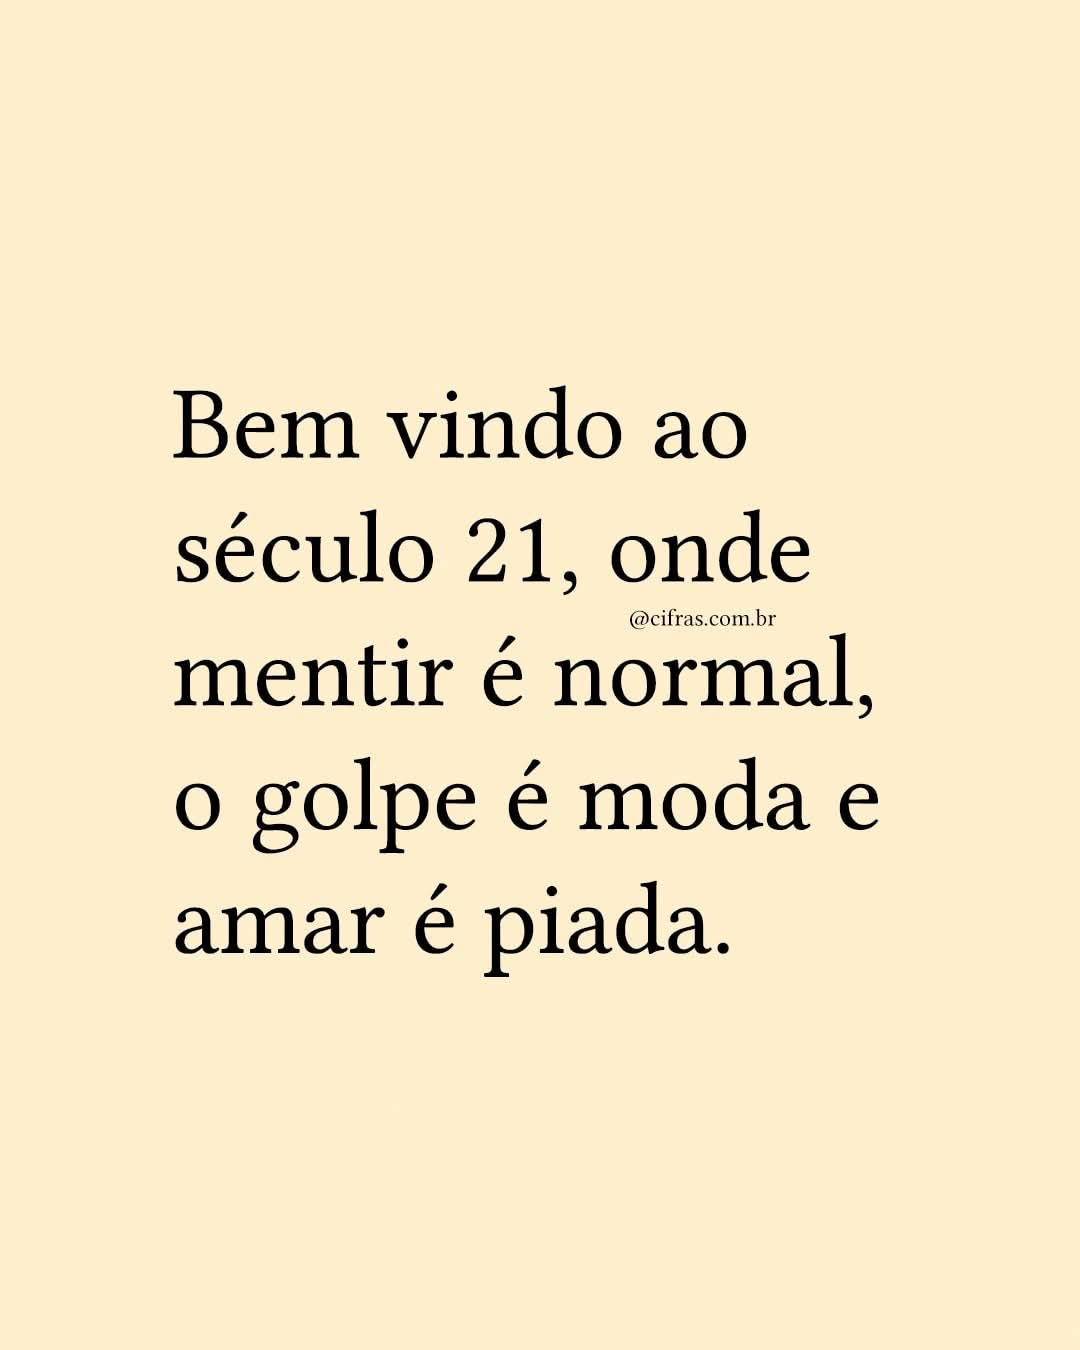 Bem vindo ao
século 21, onde
@cifras.com.br
mentir é normal,
o golpe é moda e
amar é piada.